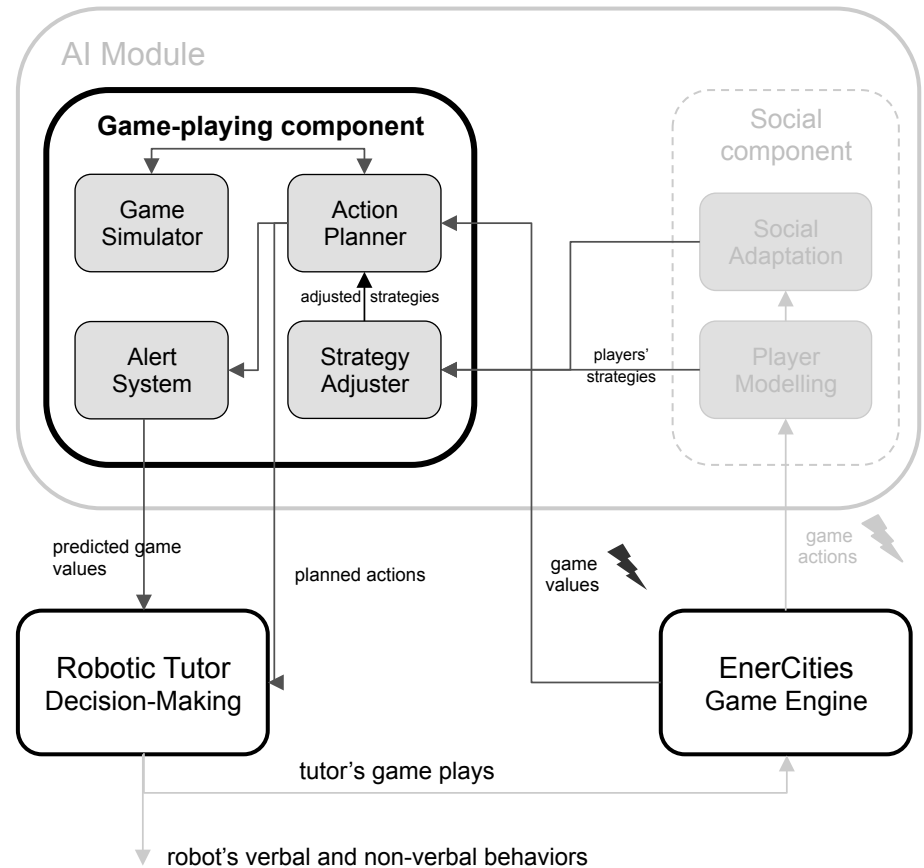 AI Module
Game-playing component
Social
component
Game
Simulator
Action
Planner
Social
Adaptation
adjusted strategies
Alert
System
Strategy
Adjuster
players’
strategies
Player
Modelling
predicted game
values
planned actions
game
values
game
actions
Robotic Tutor
Decision-Making
EnerCities
Game Engine
tutor’s game plays
robot’s verbal and non-verbal behaviors